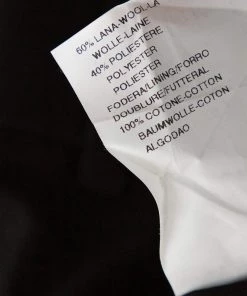 60% LANA-WOOL-LA
WOLLE-LAINE
40% POLIESTERE
POLYESTER
POLIESTER
FODERA/LINING/FORRO
DOUBLURE/FUTTERAL
100% COTONE-COTTON
BAUMWOLLE-COTON
ALGODAO